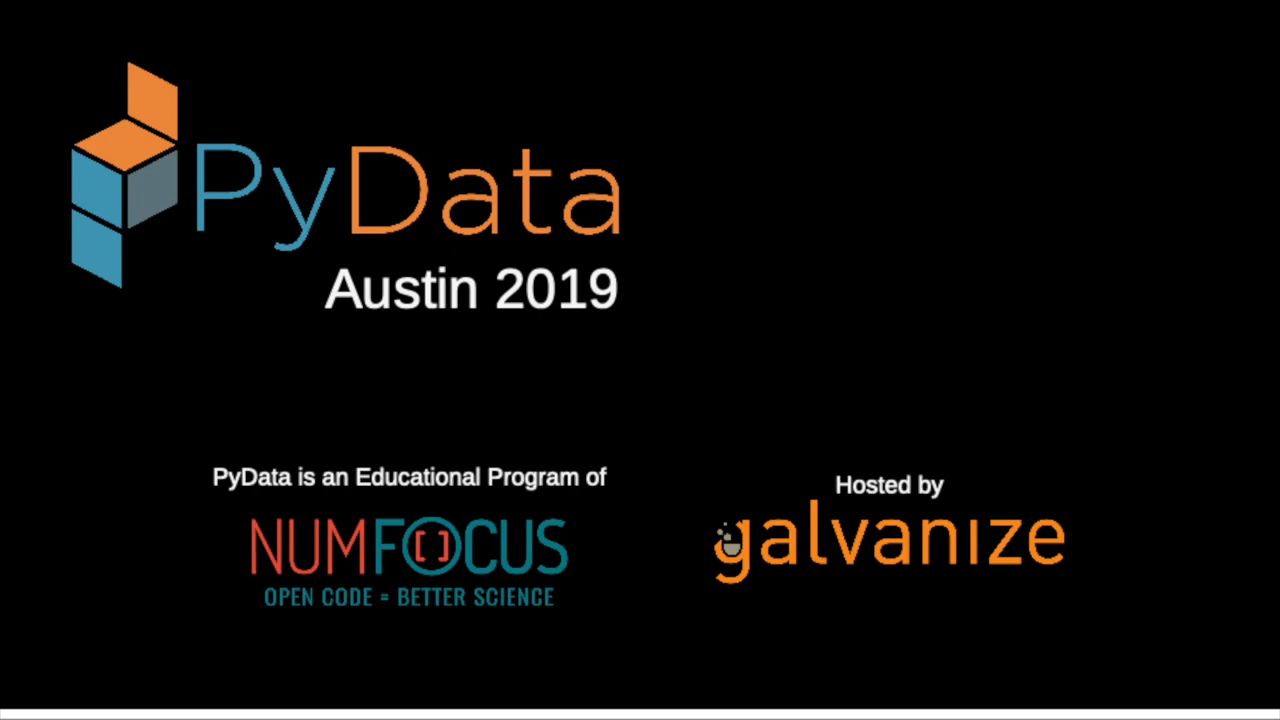 PyData
Austin 2019
PyData is an Educational Program of
NUMFOCUS
OPEN CODE = BETTER SCIENCE
Hosted by
galvanize